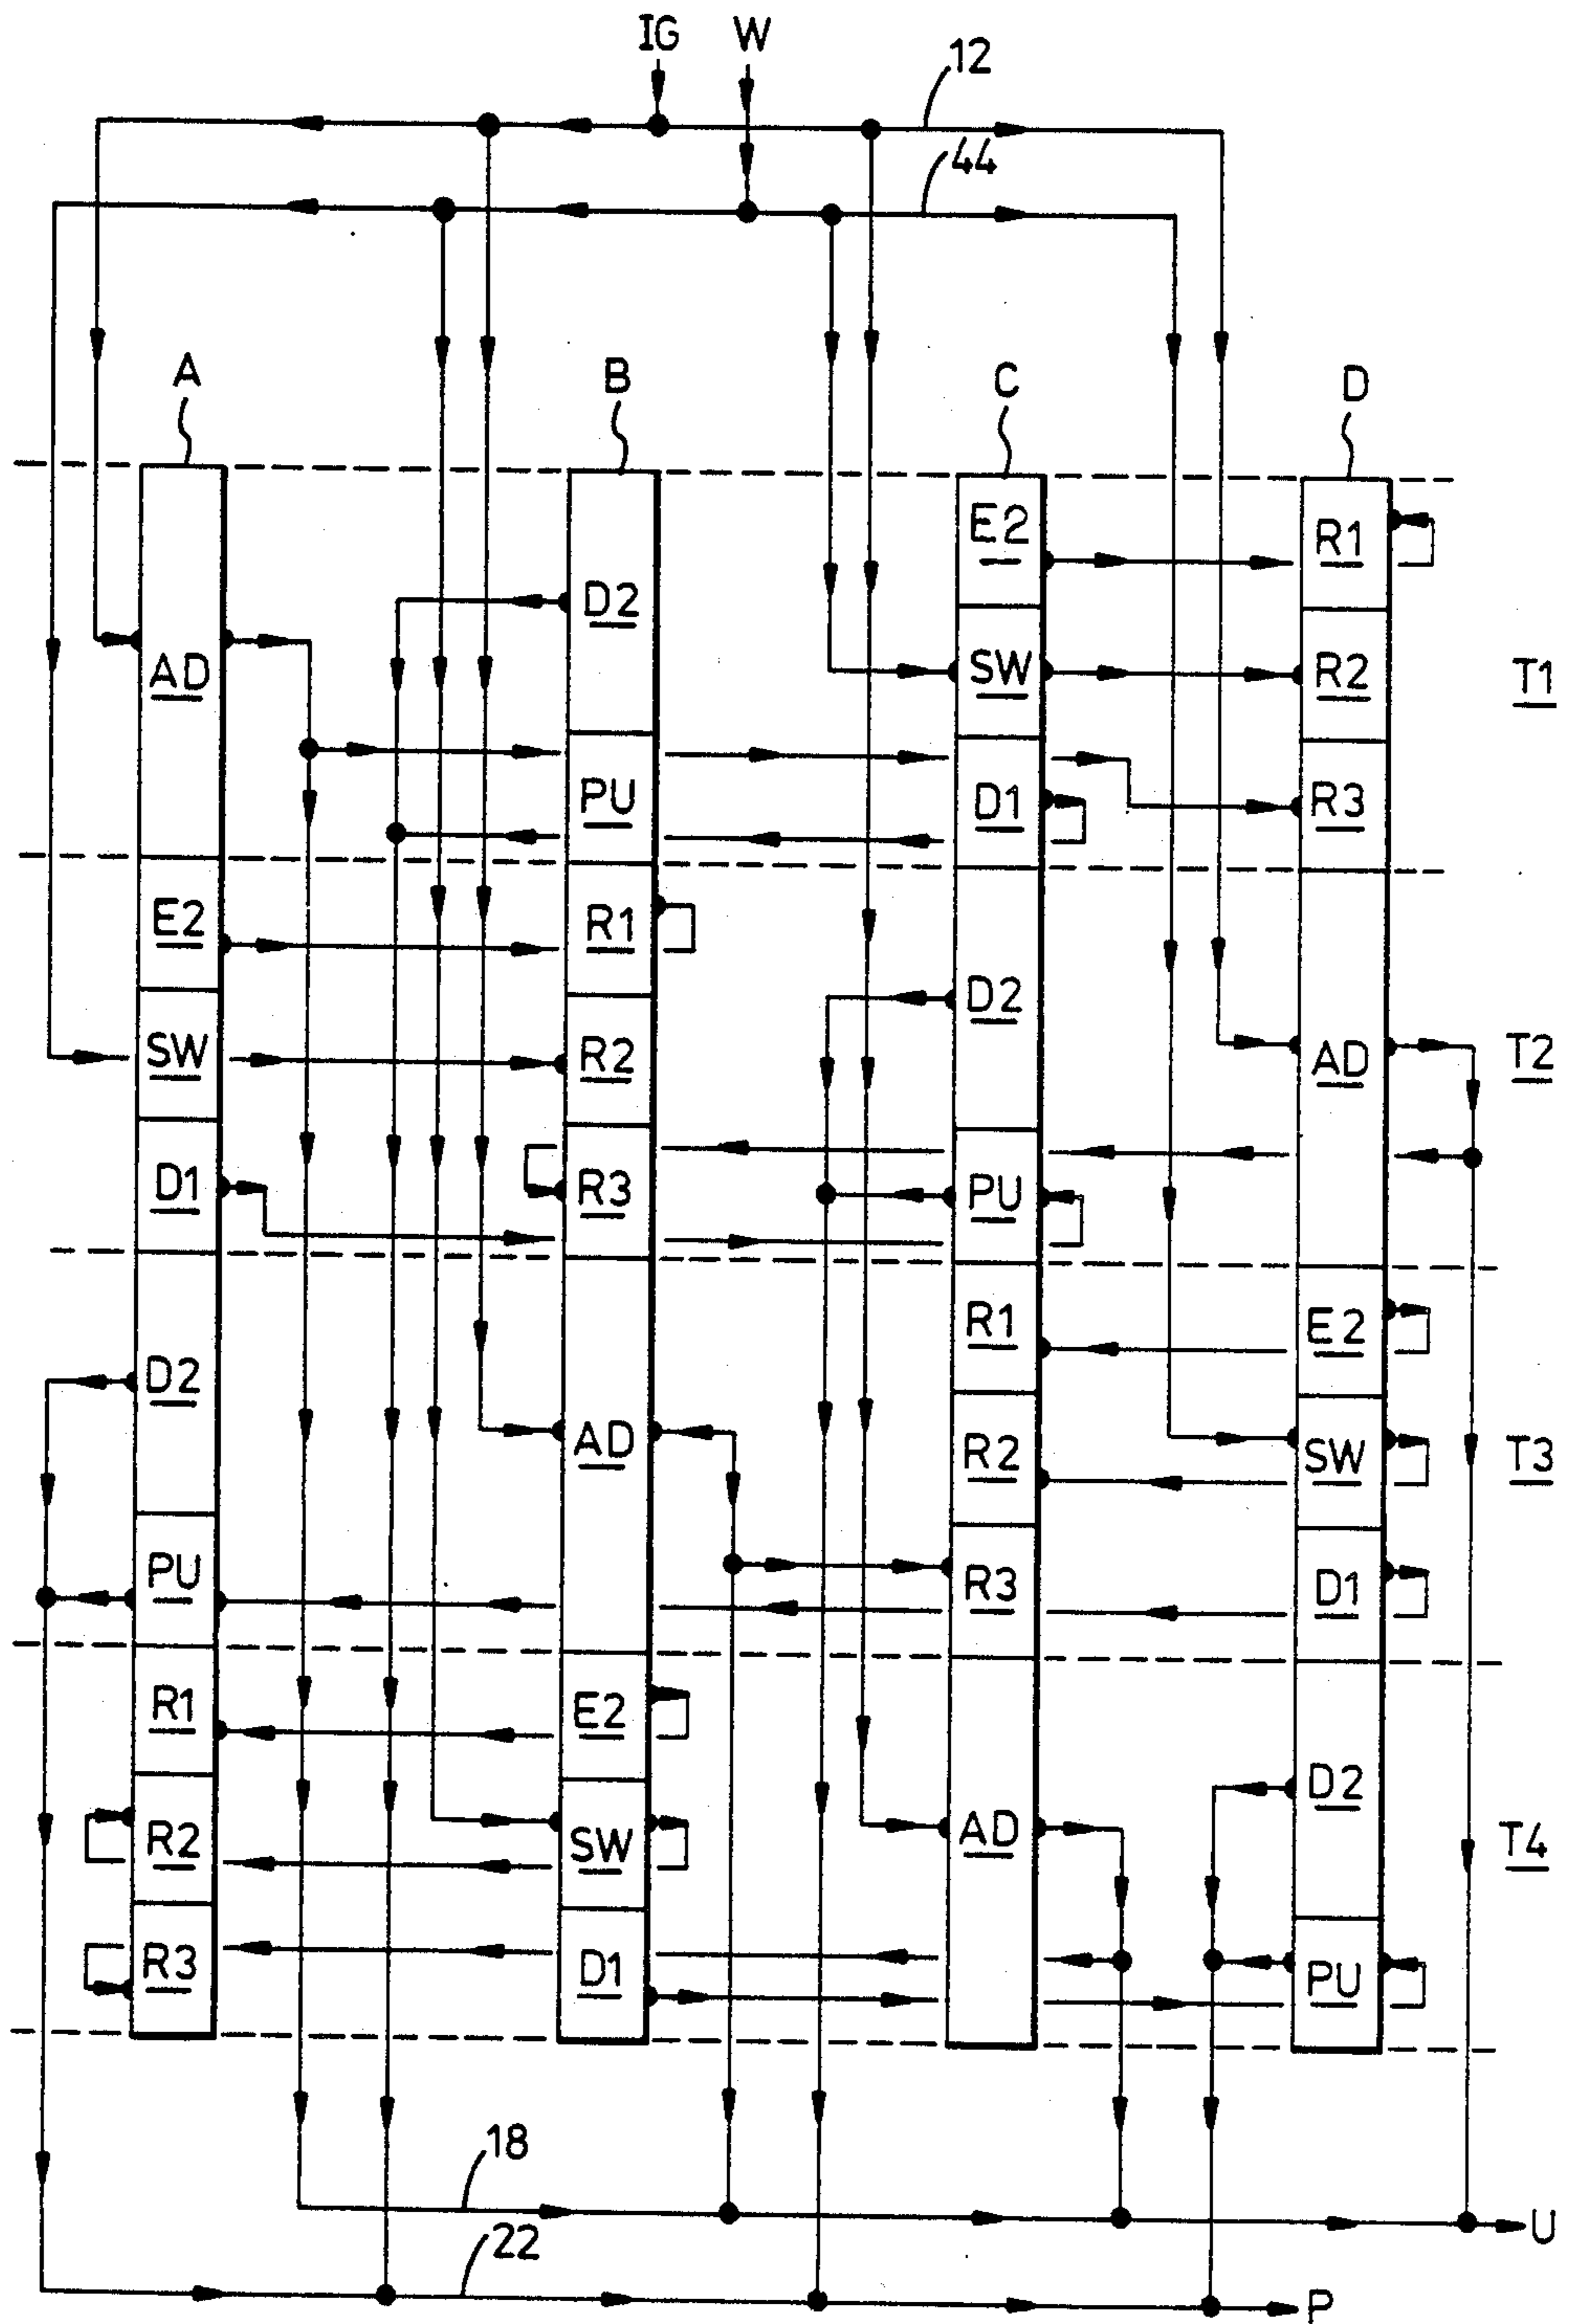 IG W
12
44
A B C D
E2 R1
D2
AD SW R2 T1
PU D1 R3
E2 R1
D2
SW R2 AD T2
D1 R3 PU
R1 E2
D2
AD R2 SW T3
PU R3 D1
R1 E2
D2
R2 SW AD T4
R3 D1 PU
18
U
22
P